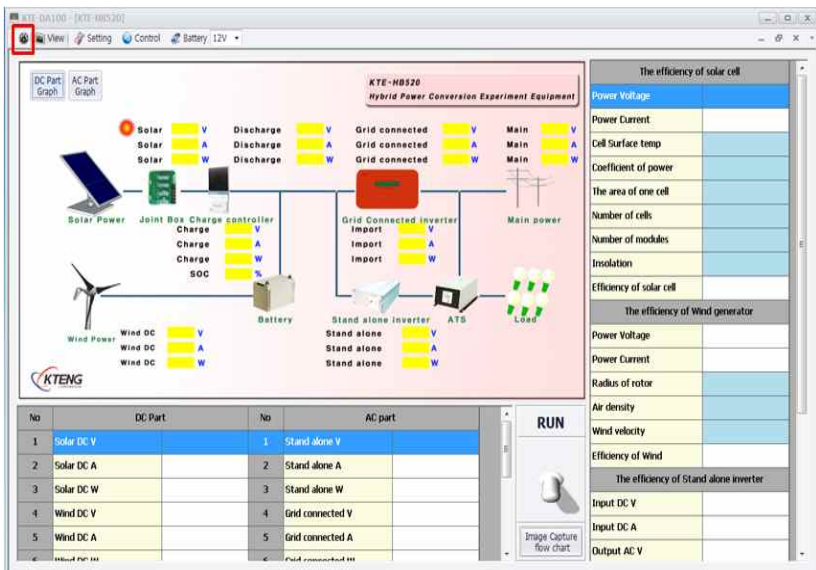 KTE-DA100 - [KTE-HB520]
View Setting Control Battery 12V
DC Part Graph
AC Part Graph
KTE-HB520
Hybrid Power Conversion Experiment Equipment
Solar V Discharge V Grid connected V Main V
Solar A Discharge A Grid connected A Main A
Solar W Discharge W Grid connected W Main W
Solar Power Joint Box Charge controller Grid Connected inverter Main power
Charge V Import V
Charge A Import A
Charge W Import W
SOC %
Wind Power Battery Stand alone inverter ATS Load
Wind DC V Stand alone V
Wind DC A Stand alone A
Wind DC W Stand alone W
KTENG
No DC Part No AC part
1 Solar DC V 1 Stand alone V
2 Solar DC A 2 Stand alone A
3 Solar DC W 3 Stand alone W
4 Wind DC V 4 Grid connected V
5 Wind DC A 5 Grid connected A
6 Wind DC W 6 Grid connected W
RUN
Image Capture
flow chart
The efficiency of solar cell
Power Voltage
Power Current
Cell Surface temp
Coefficient of power
The area of one cell
Number of cells
Number of modules
Insolation
Efficiency of solar cell
The efficiency of Wind generator
Power Voltage
Power Current
Radius of rotor
Air density
Wind velocity
Efficiency of Wind
The efficiency of Stand alone inverter
Input DC V
Input DC A
Output AC V